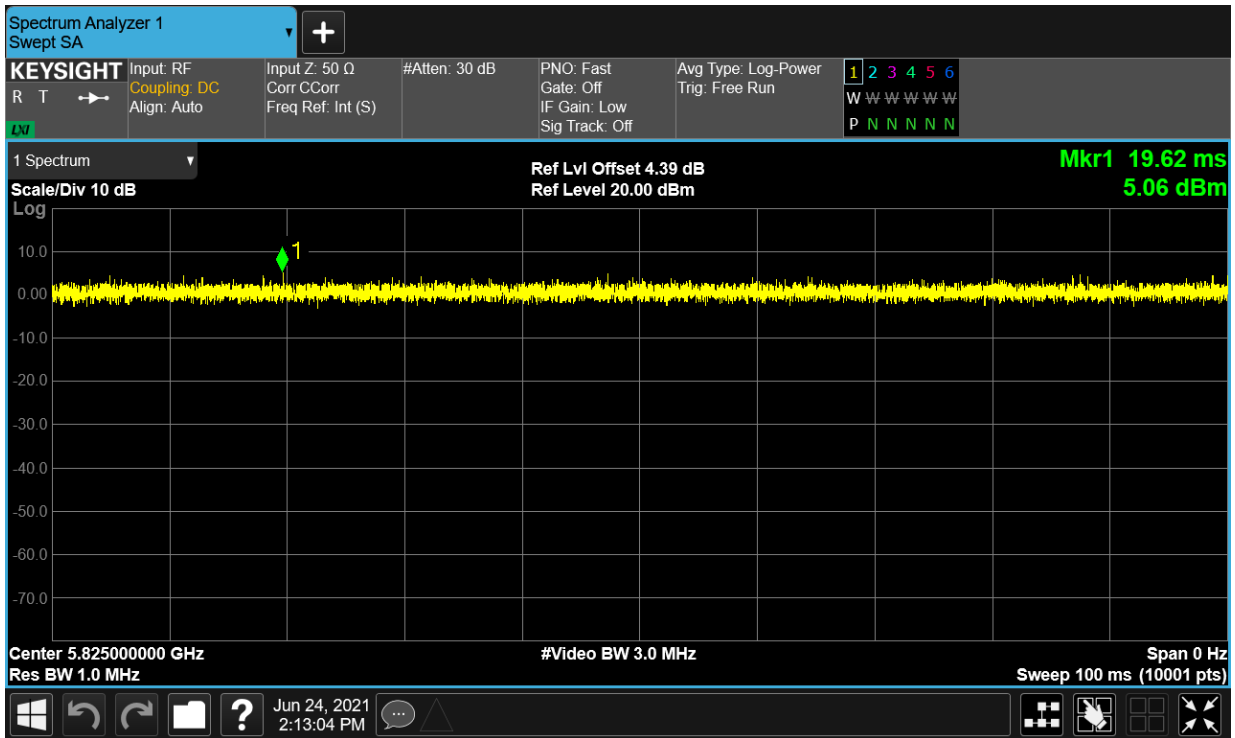 Spectrum Analyzer 1
Swept SA
KEYSIGHT
R T
LXI
Input: RF
Coupling: DC
Align: Auto
Input Z: 50 Ω
Corr CCorr
Freq Ref: Int (S)
#Atten: 30 dB
PNO: Fast
Gate: Off
IF Gain: Low
Sig Track: Off
Avg Type: Log-Power
Trig: Free Run
1 2 3 4 5 6
W W W W W W
P N N N N N
1 Spectrum
Scale/Div 10 dB
Log
Ref Lvl Offset 4.39 dB
Ref Level 20.00 dBm
Mkr1 19.62 ms
5.06 dBm
1
10.0
0.00
-10.0
-20.0
-30.0
-40.0
-50.0
-60.0
-70.0
Center 5.825000000 GHz
Res BW 1.0 MHz
#Video BW 3.0 MHz
Span 0 Hz
Sweep 100 ms (10001 pts)
?
Jun 24, 2021
2:13:04 PM